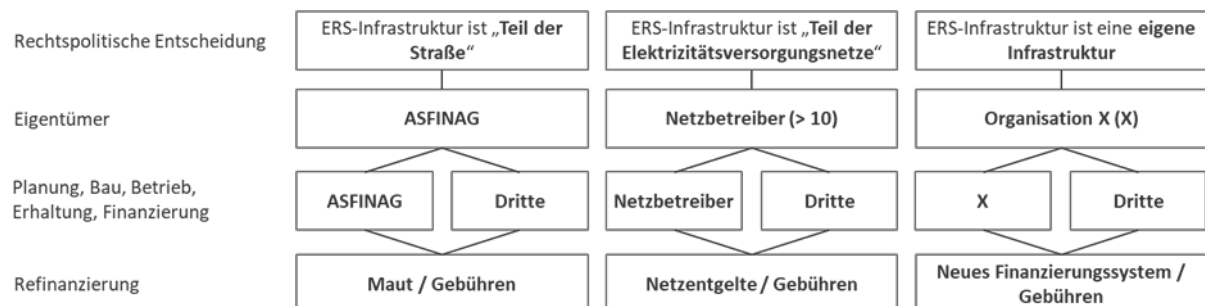 Rechtspolitische Entscheidung
ERS-Infrastruktur ist „Teil der
Straße“
ERS-Infrastruktur ist „Teil der
Elektrizitätsversorgungsnetze“
ERS-Infrastruktur ist eine eigene
Infrastruktur
Eigentümer
ASFINAG
Netzbetreiber (> 10)
Organisation X (X)
Planung, Bau, Betrieb,
Erhaltung, Finanzierung
ASFINAG
Dritte
Netzbetreiber
Dritte
X
Dritte
Refinanzierung
Maut / Gebühren
Netzentgelte / Gebühren
Neues Finanzierungssystem /
Gebühren